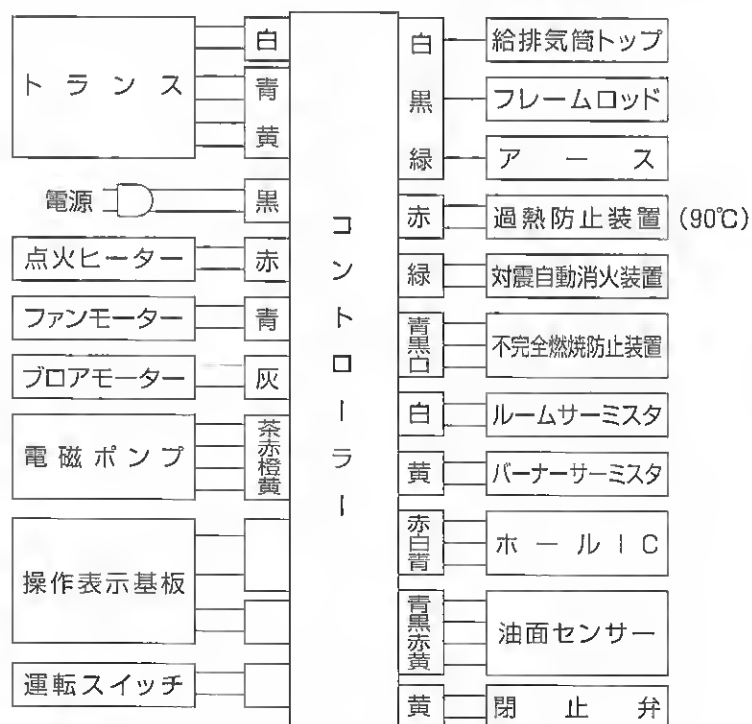 トランス
白
青
黄
電源
黒
点火ヒーター
赤
ファンモーター
青
ブロアモーター
灰
電磁ポンプ
茶
赤
橙
黄
操作表示基板
運転スイッチ
コントローラー
白
給排気筒トップ
黒
フレームロッド
緑
アース
赤
過熱防止装置 (90℃)
緑
対震自動消火装置
青
黒
白
不完全燃焼防止装置
白
ルームサーミスタ
黄
バーナーサーミスタ
赤
白
青
ホールIC
青
黒
赤
黄
油面センサー
黄
閉止弁